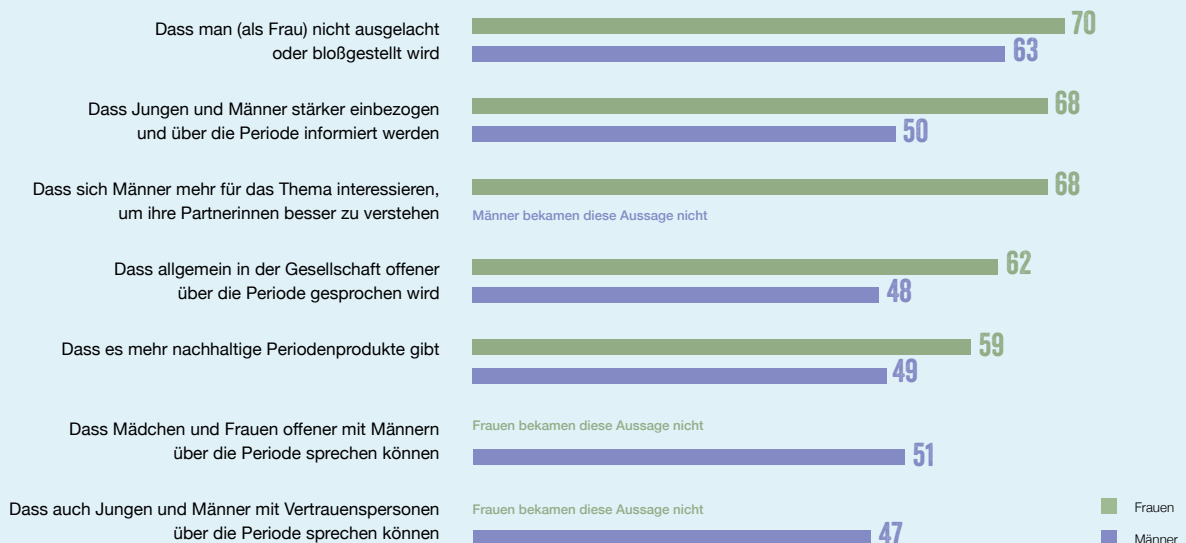 Dass man (als Frau) nicht ausgelacht
oder bloßgestellt wird
70
63
Dass Jungen und Männer stärker einbezogen
und über die Periode informiert werden
68
50
Dass sich Männer mehr für das Thema interessieren,
um ihre Partnerinnen besser zu verstehen
68
Männer bekamen diese Aussage nicht
Dass allgemein in der Gesellschaft offener
über die Periode gesprochen wird
62
48
Dass es mehr nachhaltige Periodenprodukte gibt
59
49
Dass Mädchen und Frauen offener mit Männern
über die Periode sprechen können
Frauen bekamen diese Aussage nicht
51
Dass auch Jungen und Männer mit Vertrauenspersonen
über die Periode sprechen können
Frauen bekamen diese Aussage nicht
47
Frauen
Männer